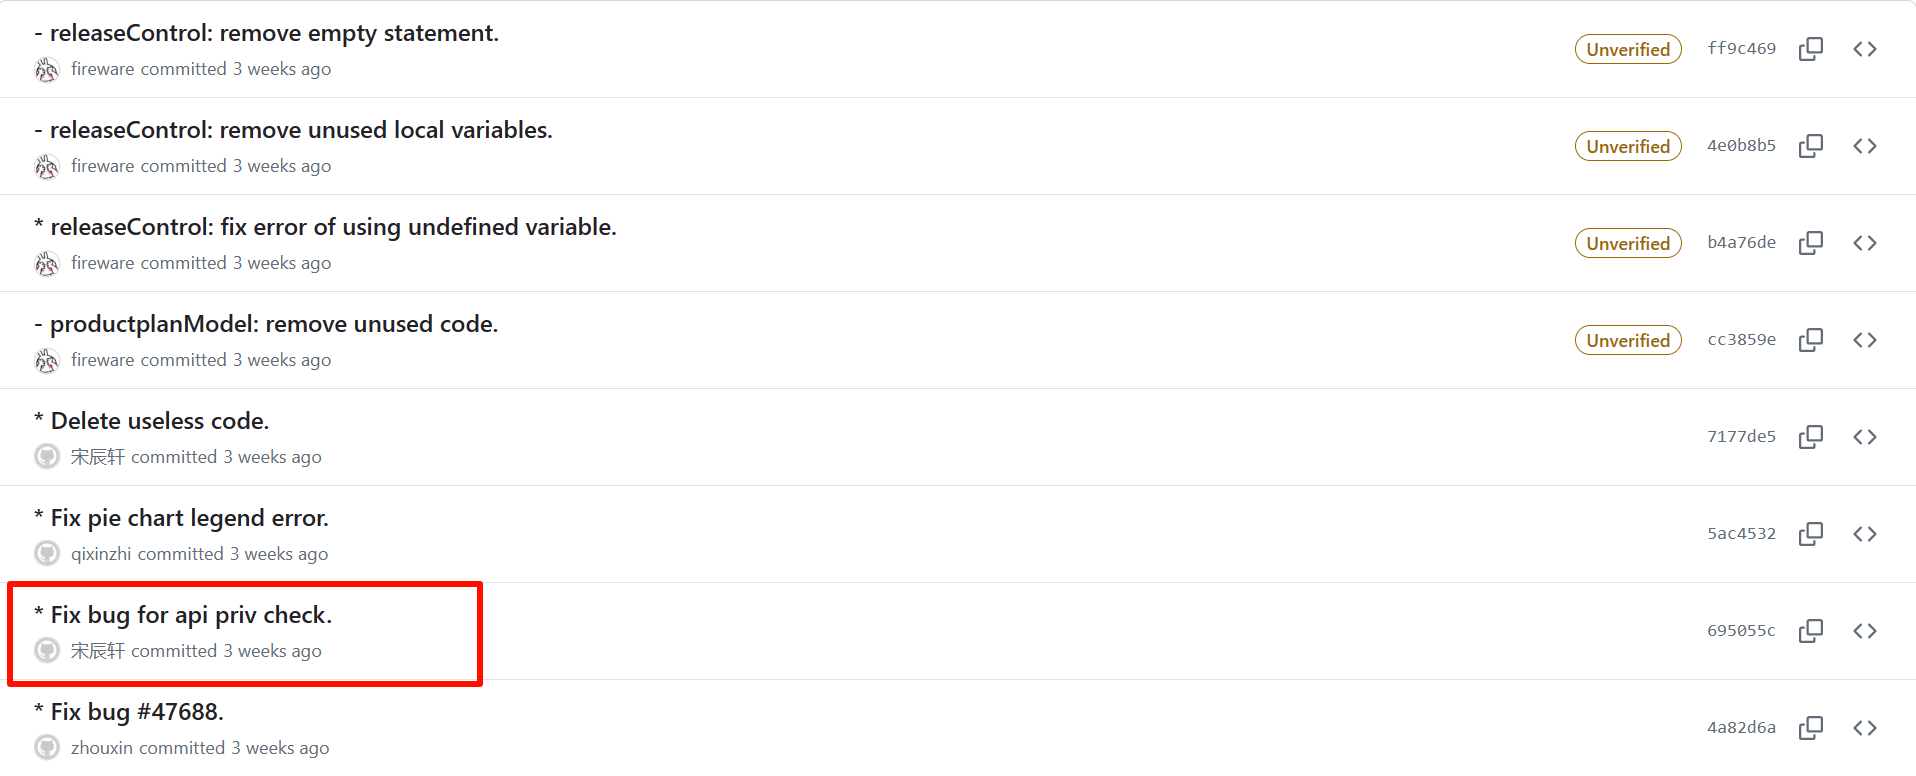 - releaseControl: remove empty statement.
fireware committed 3 weeks ago
Unverified ff9c469
- releaseControl: remove unused local variables.
fireware committed 3 weeks ago
Unverified 4e0b8b5
* releaseControl: fix error of using undefined variable.
fireware committed 3 weeks ago
Unverified b4a76de
- productplanModel: remove unused code.
fireware committed 3 weeks ago
Unverified cc3859e
* Delete useless code.
宋辰轩 committed 3 weeks ago
7177de5
* Fix pie chart legend error.
qixinzhi committed 3 weeks ago
5ac4532
* Fix bug for api priv check.
宋辰轩 committed 3 weeks ago
695055c
* Fix bug #47688.
zhouxin committed 3 weeks ago
4a82d6a